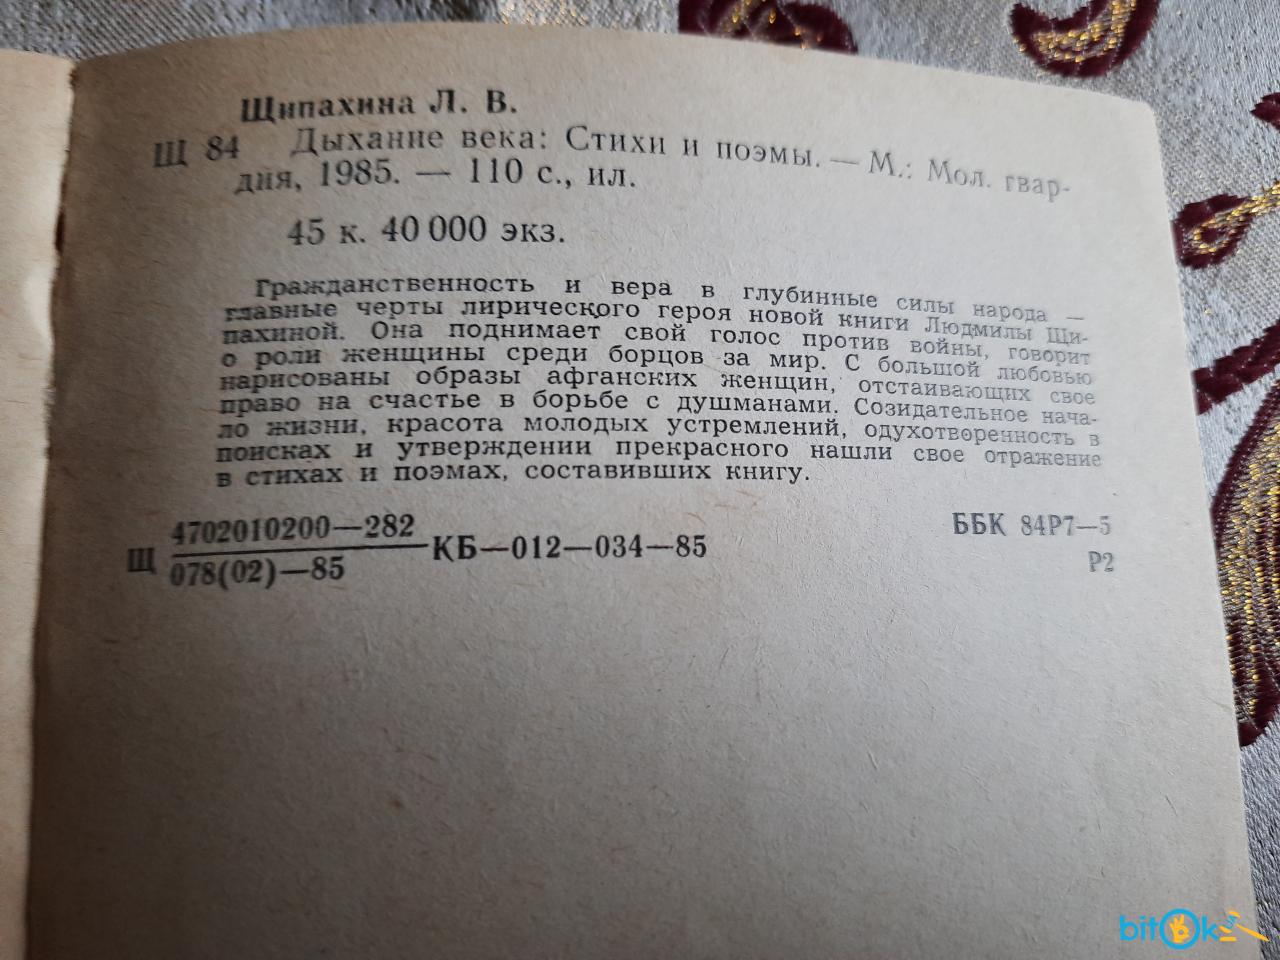 Щипахина Л. В.
Щ 84 Дыхание века: Стихи и поэмы. — М.: Мол. гвар-
дия, 1985. — 110 с., ил.
45 к. 40 000 экз.
Гражданственность и вера в глубинные силы народа —
главные черты лирического героя новой книги Людмилы Щи-
пахиной. Она поднимает свой голос против войны, говорит
о роли женщины среди борцов за мир. С большой любовью
нарисованы образы афганских женщин, отстаивающих свое
право на счастье в борьбе с душманами. Созидательное нача-
ло жизни, красота молодых устремлений, одухотворенность в
поисках и утверждении прекрасного нашли свое отражение
в стихах и поэмах, составивших книгу.
Щ 4702010200—282
078(02)—85 КБ—012—034—85
ББК 84Р7—5
Р2
bitOk